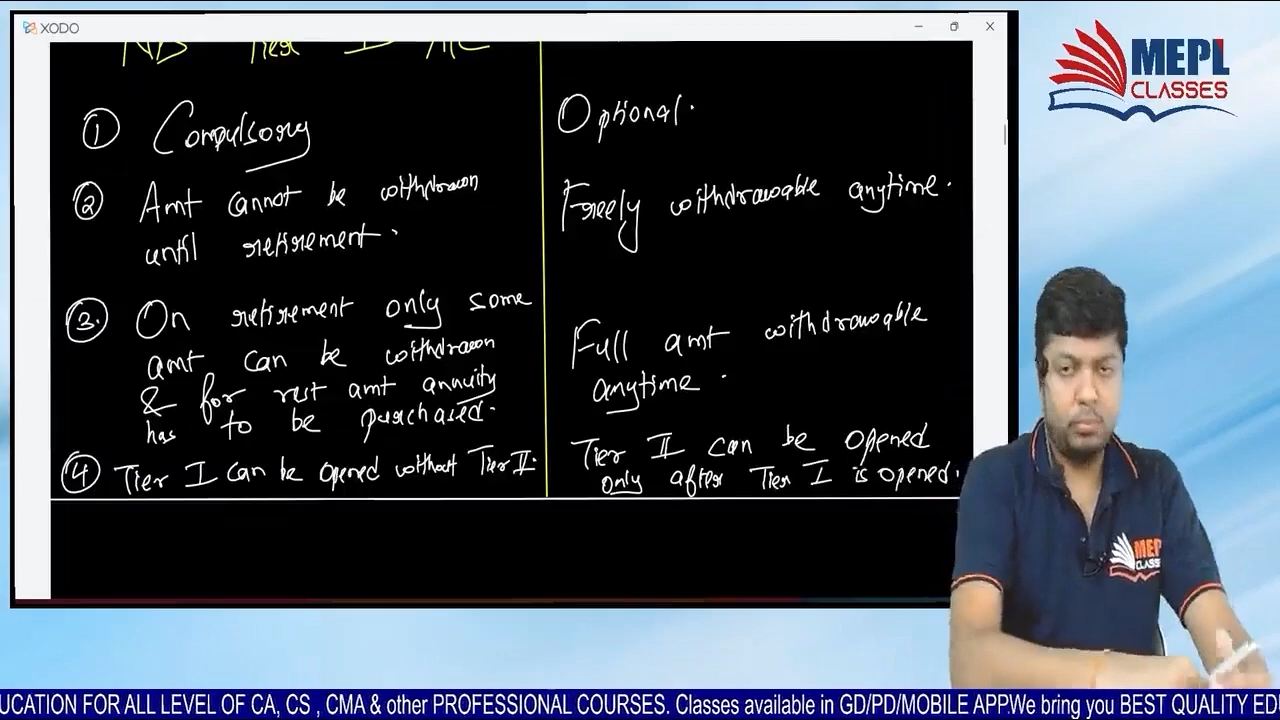 XODO
MEPL
CLASSES
Tier I A/C
① Compulsory
Optional.
② Amt cannot be withdrawn
until retirement.
Freely withdrawable anytime.
③. On retirement only some
amt can be withdrawn
& for rest amt annuity
has to be purchased.
Full amt withdrawable
anytime.
④ Tier I can be opened without Tier II.
Tier II can be opened
only after Tier I is opened.
MEPL
CLASSES
UCATION FOR ALL LEVEL OF CA, CS , CMA & other PROFESSIONAL COURSES. Classes available in GD/PD/MOBILE APPWe bring you BEST QUALITY ED